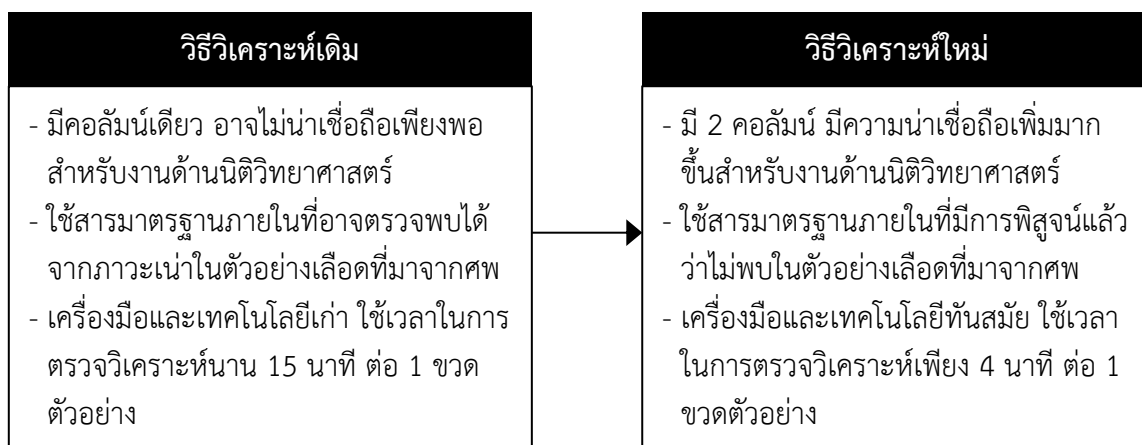 วิธีวิเคราะห์เดิม
- มีคอลัมน์เดียว อาจไม่น่าเชื่อถือเพียงพอ
สำหรับงานด้านนิติวิทยาศาสตร์
- ใช้สารมาตรฐานภายในที่อาจตรวจพบได้
จากภาวะเน่าในตัวอย่างเลือดที่มาจากศพ
- เครื่องมือและเทคโนโลยีเก่า ใช้เวลาในการ
ตรวจวิเคราะห์นาน 15 นาที ต่อ 1 ขวด
ตัวอย่าง
วิธีวิเคราะห์ใหม่
- มี 2 คอลัมน์ มีความน่าเชื่อถือเพิ่มมาก
ขึ้นสำหรับงานด้านนิติวิทยาศาสตร์
- ใช้สารมาตรฐานภายในที่มีการพิสูจน์แล้ว
ว่าไม่พบในตัวอย่างเลือดที่มาจากศพ
- เครื่องมือและเทคโนโลยีทันสมัย ใช้เวลา
ในการตรวจวิเคราะห์เพียง 4 นาที ต่อ 1
ขวดตัวอย่าง